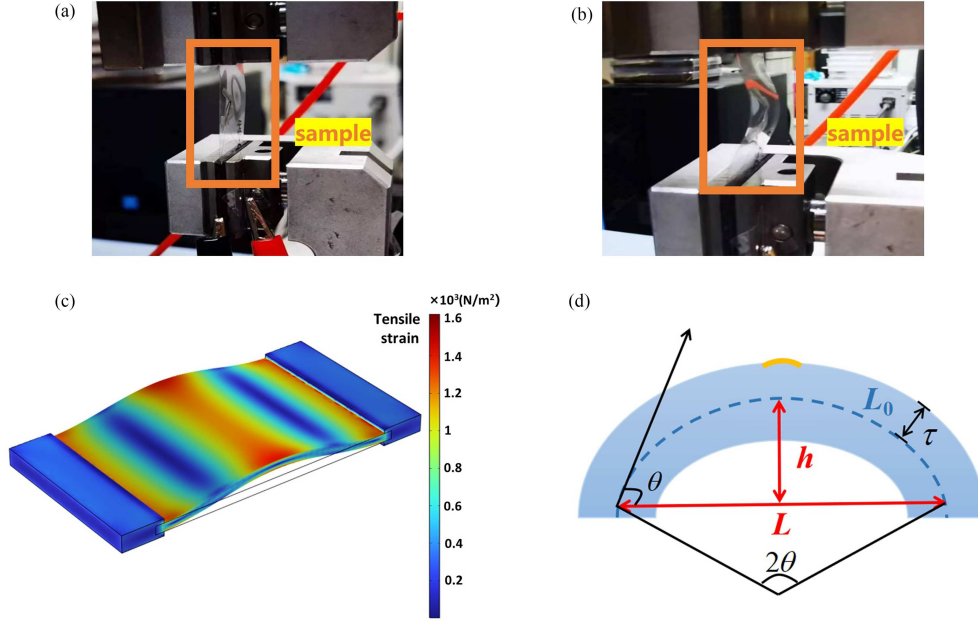 (a)
(b)
sample
sample
(c)
×10³(N/m²)
Tensile
strain
1.6
1.4
1.2
1
0.8
0.6
0.4
0.2
(d)
L₀
τ
h
θ
L
2θ